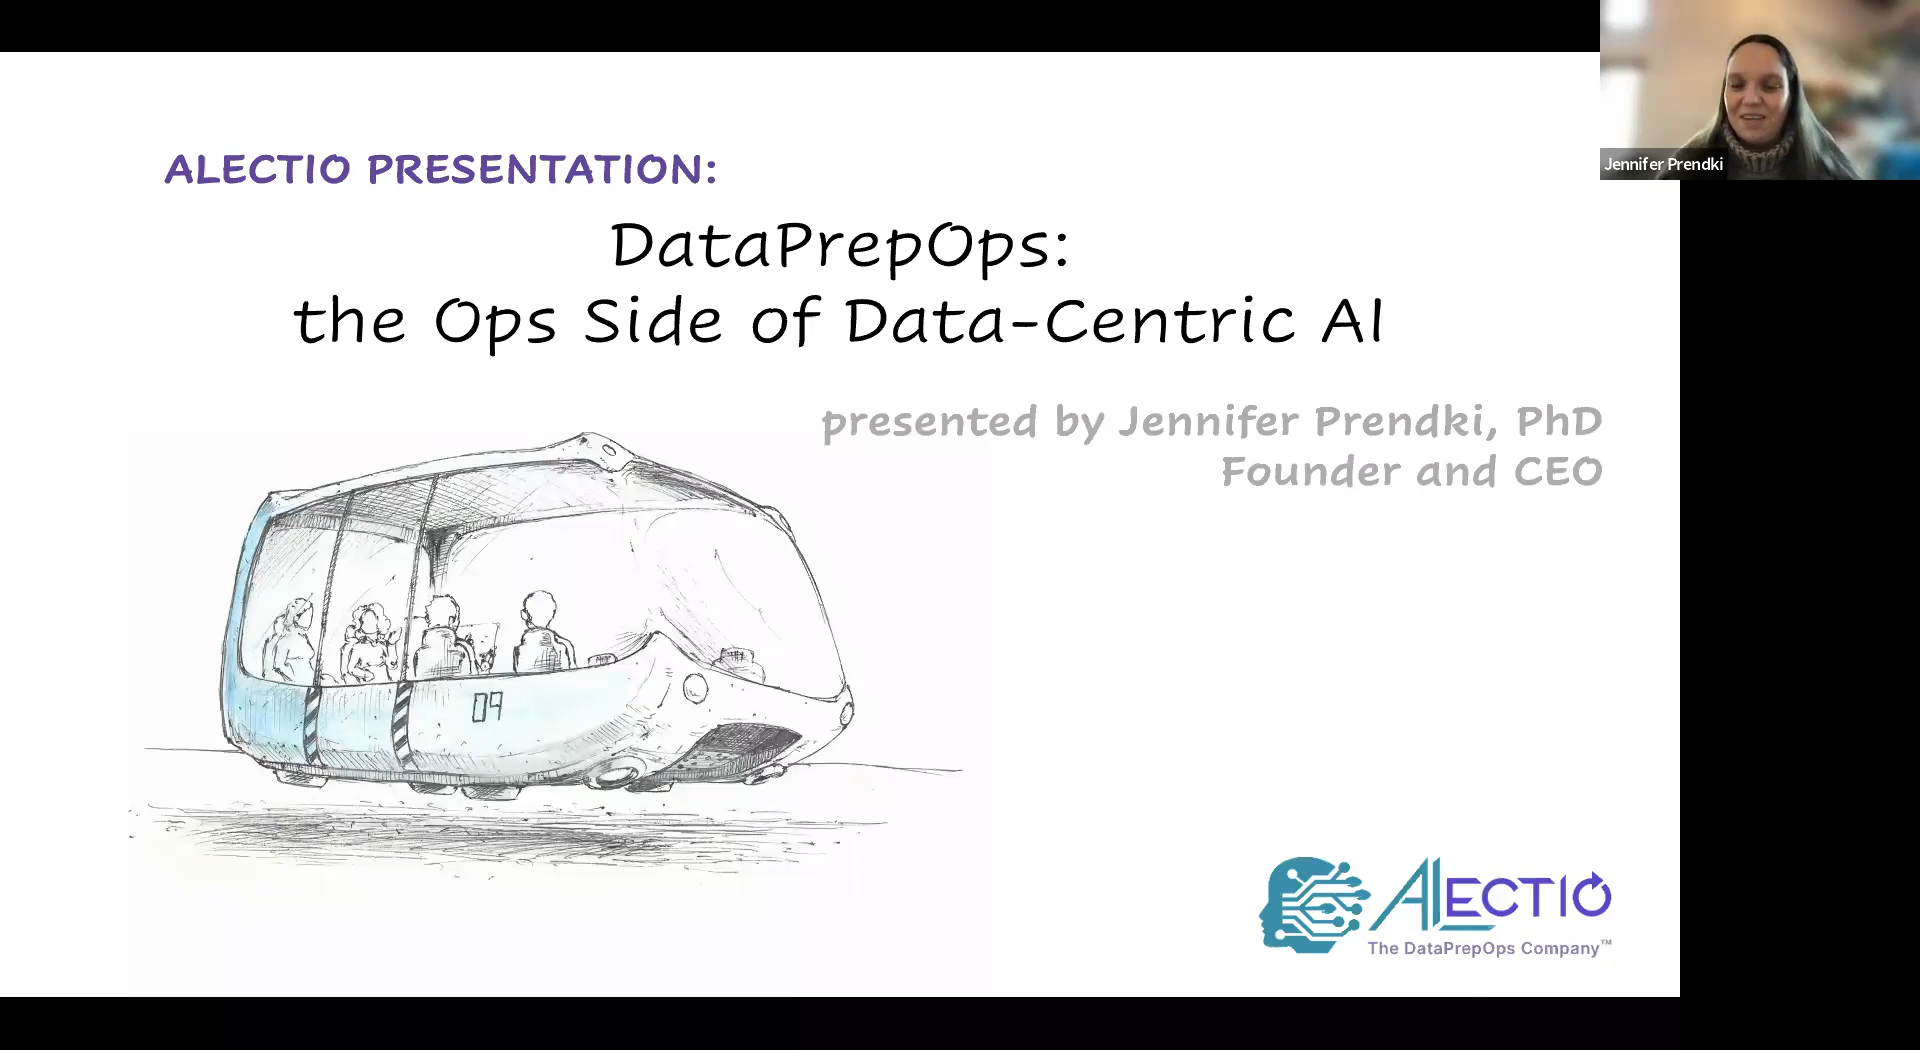 ALECTIO PRESENTATION:
DataPrepOps:
the Ops Side of Data-Centric AI
presented by Jennifer Prendki, PhD
Founder and CEO
09
ALECTIO
The DataPrepOps Company™
Jennifer Prendki